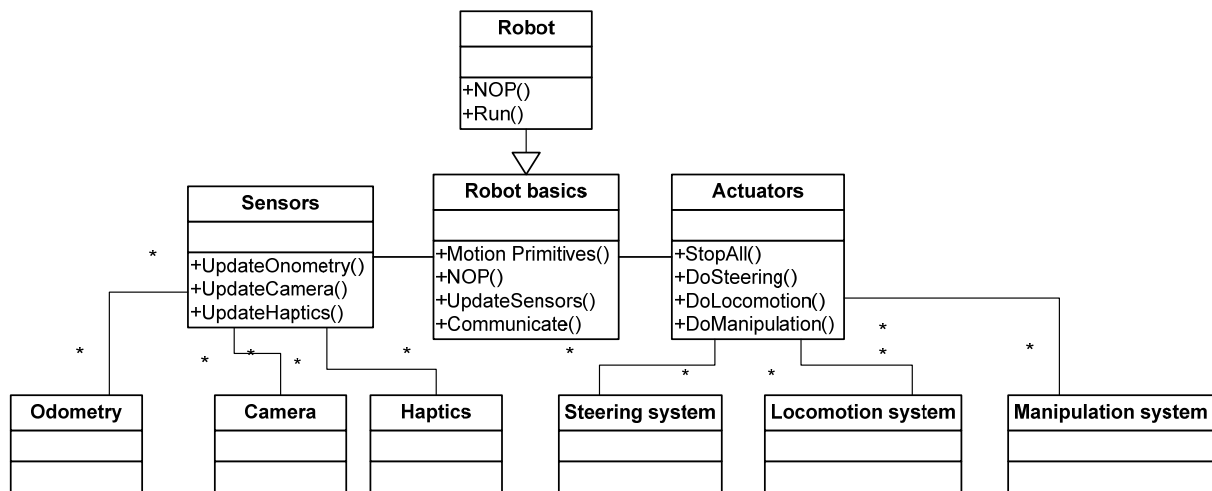 Robot
+NOP()
+Run()
Sensors
+UpdateOnometry()
+UpdateCamera()
+UpdateHaptics()
Robot basics
+Motion Primitives()
+NOP()
+UpdateSensors()
+Communicate()
Actuators
+StopAll()
+DoSteering()
+DoLocomotion()
+DoManipulation()
*
*
*
*
*
*
*
*
*
*
*
*
Odometry
Camera
Haptics
Steering system
Locomotion system
Manipulation system